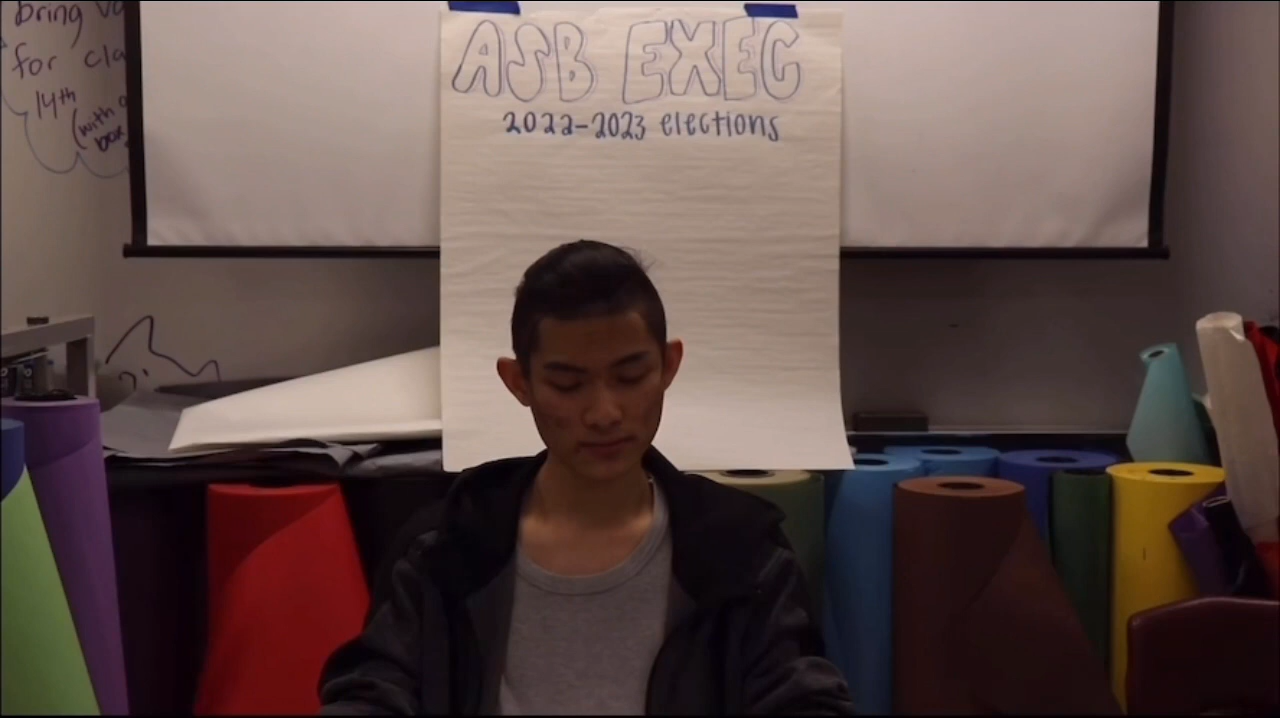 bring
for cla
14th
(with
box
ASB EXEC
2022-2023 elections